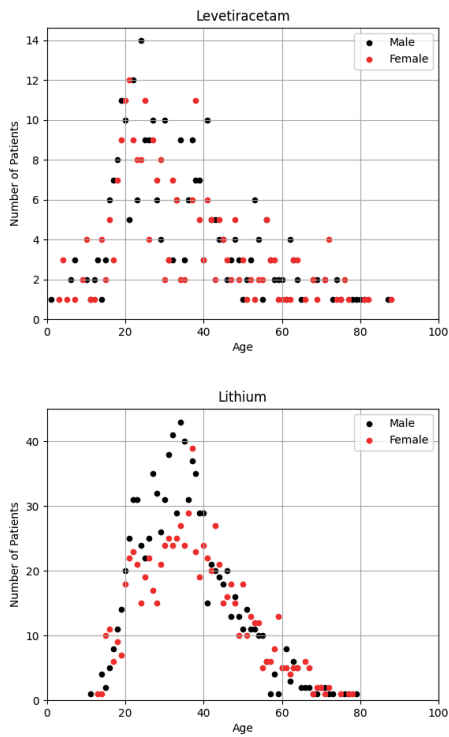 Levetiracetam
14
12
10
8
6
4
2
0
Number of Patients
Male
Female
0 20 40 60 80 100
Age
Lithium
40
30
20
10
0
Number of Patients
Male
Female
0 20 40 60 80 100
Age